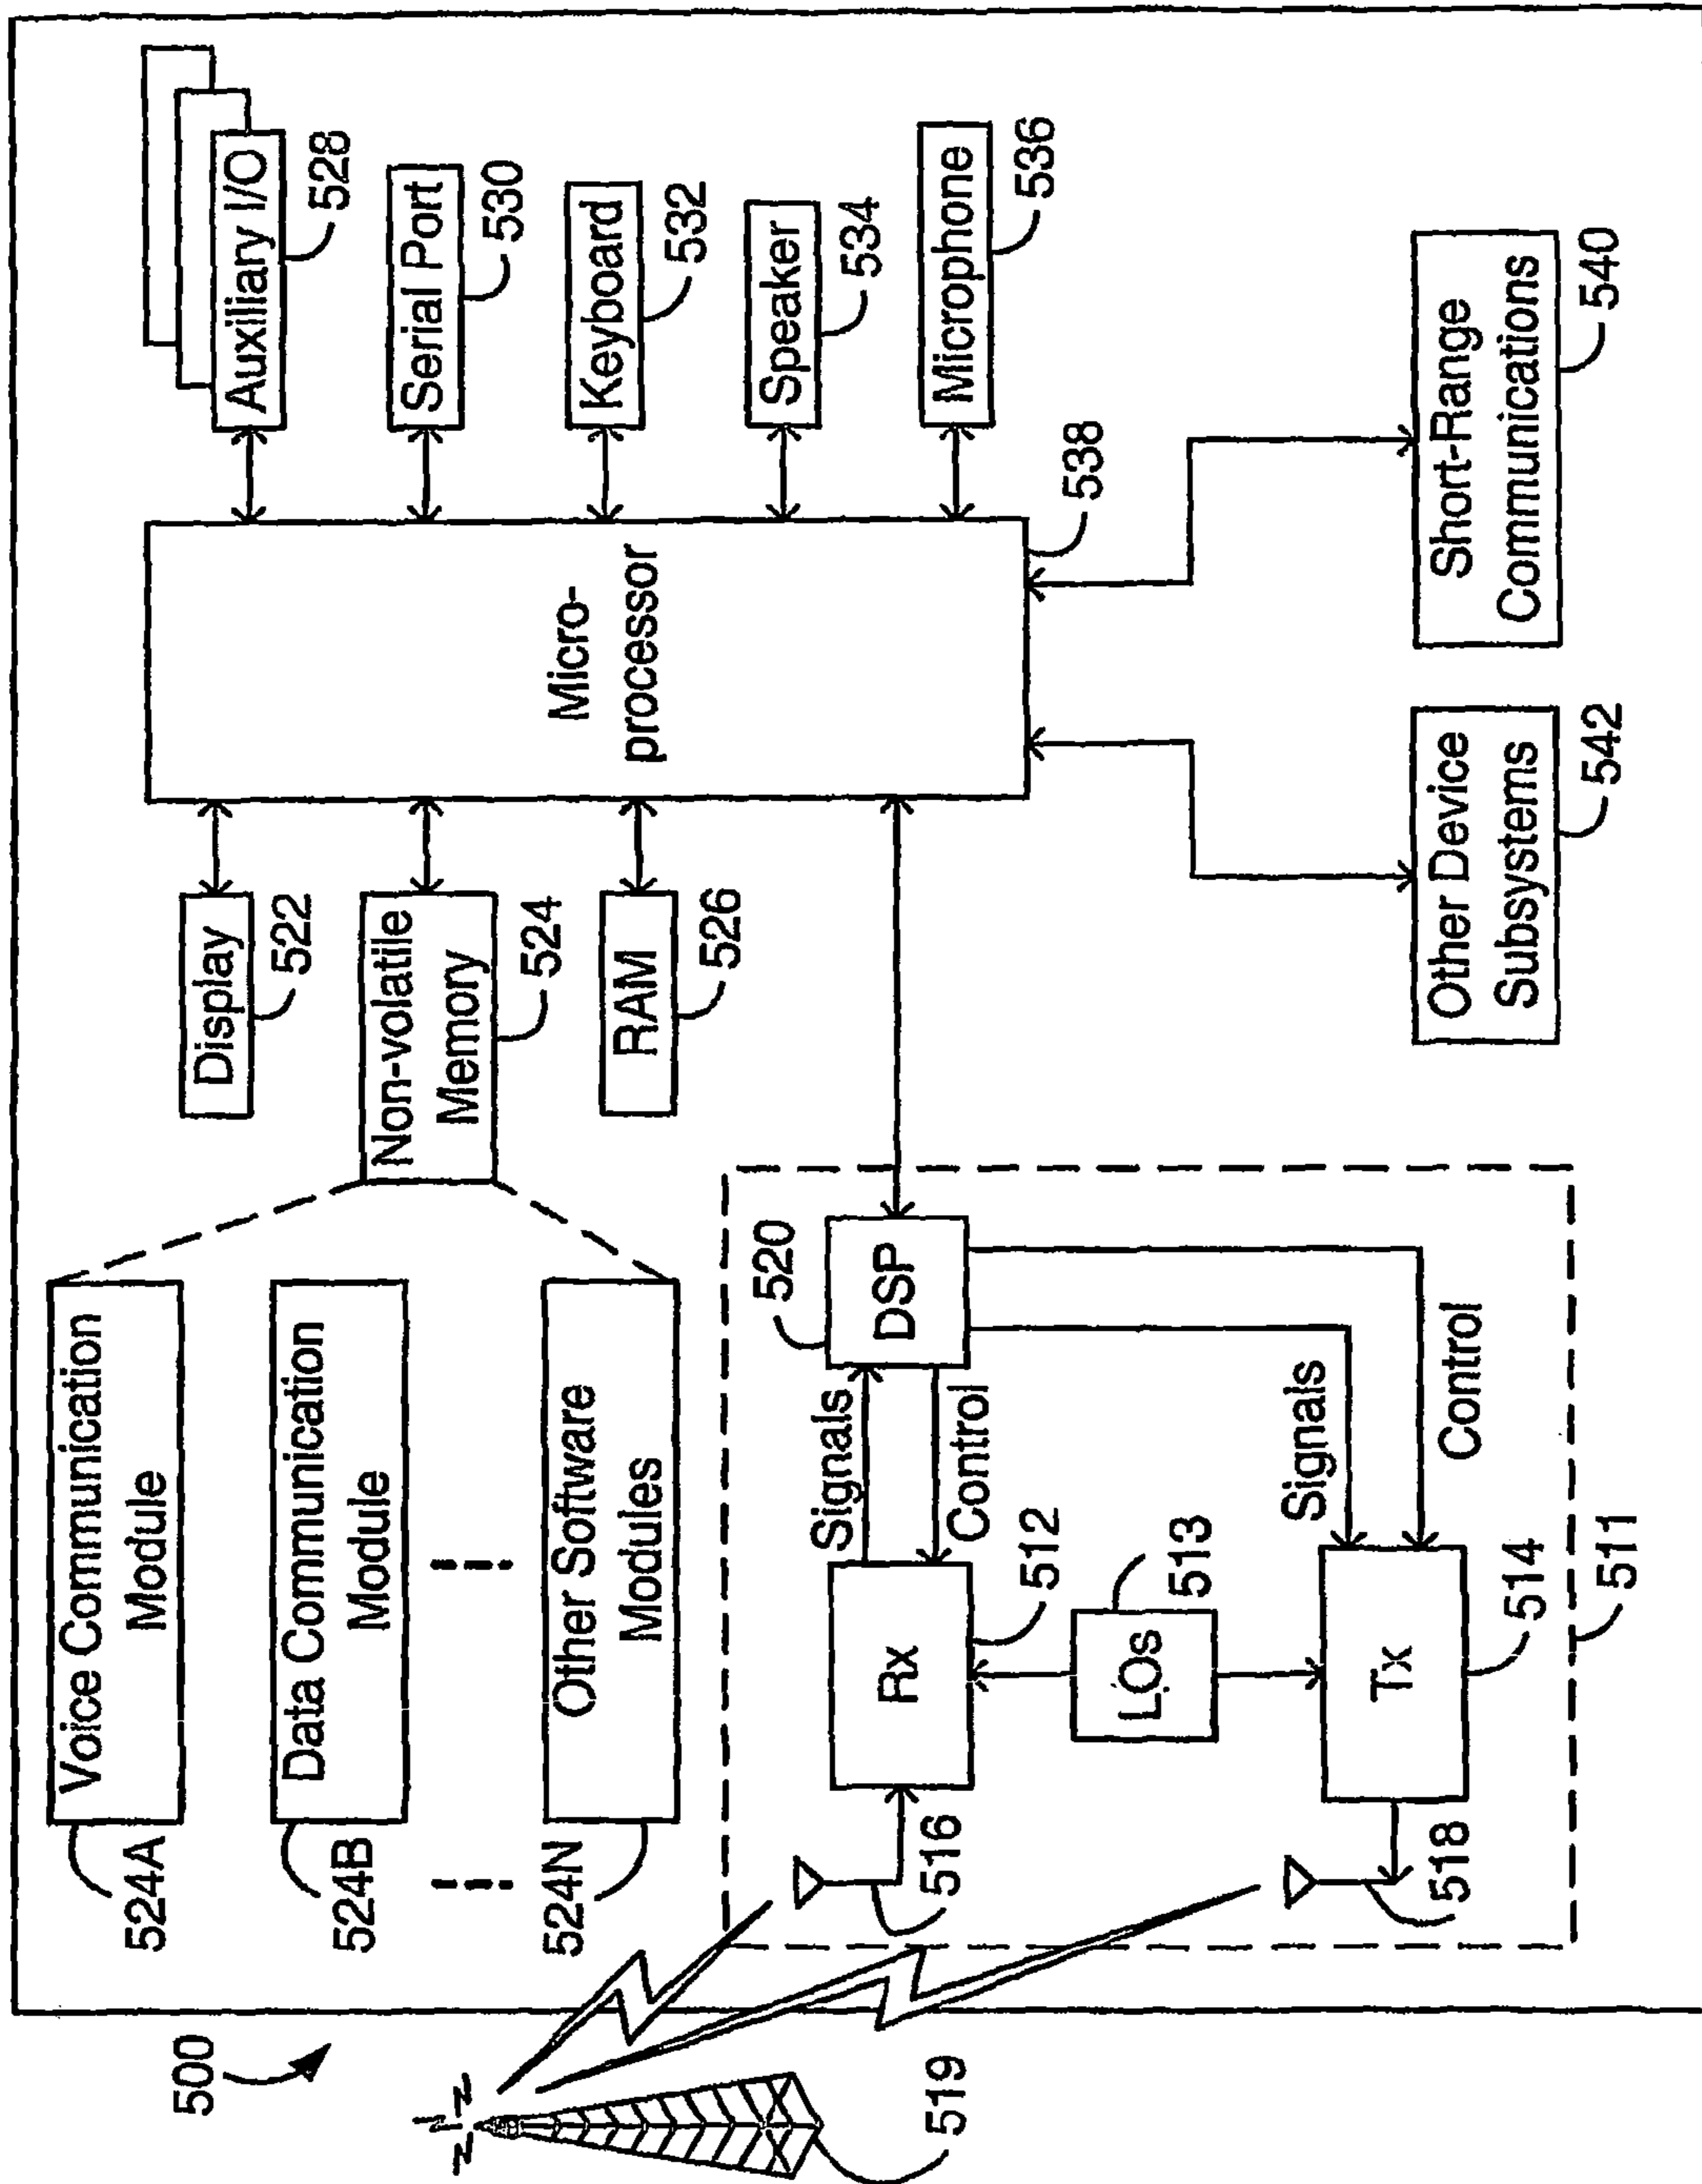 500
519
524A
Voice Communication
Module
524B
Data Communication
Module
524N
Other Software
Modules
Display
522
Non-volatile
Memory
524
RAM
526
Micro-
processor
538
Auxiliary I/O
528
Serial Port
530
Keyboard
532
Speaker
534
Microphone
536
516
Rx
512
Signals
Control
520
DSP
LOs
513
518
Tx
514
Signals
Control
511
Other Device
Subsystems
542
Short-Range
Communications
540